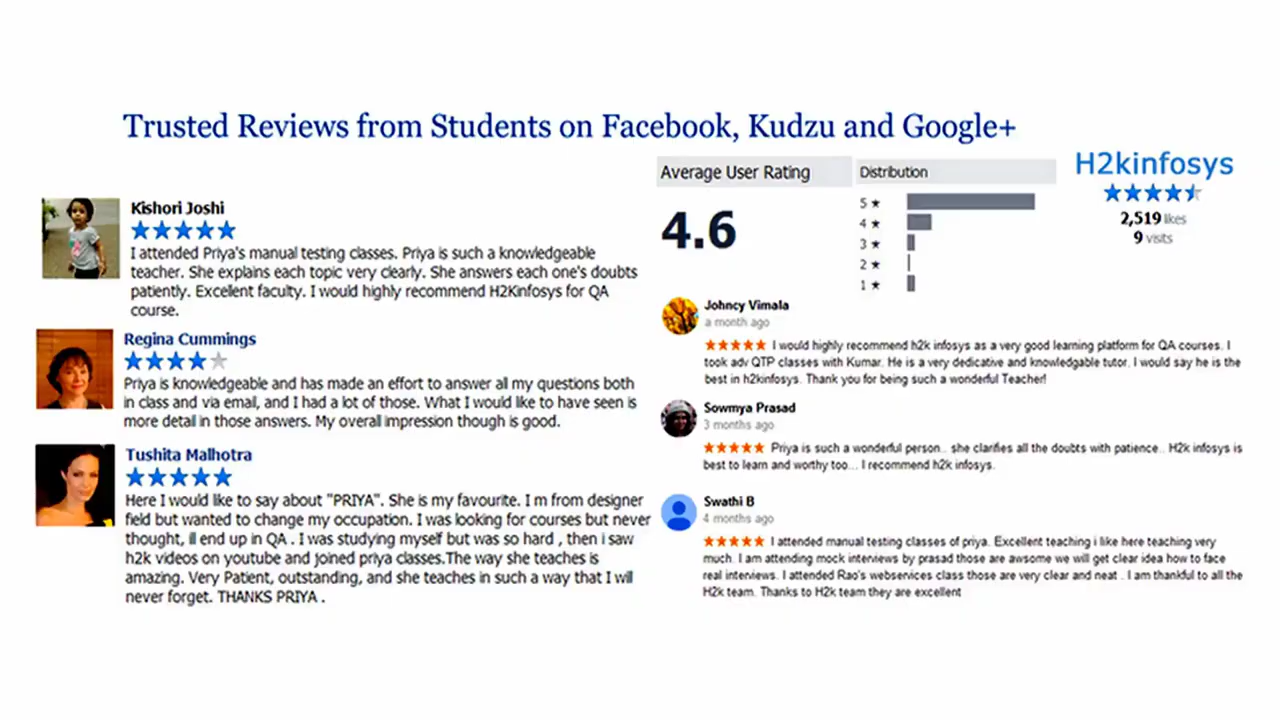 Trusted Reviews from Students on Facebook, Kudzu and Google+
Kishori Joshi
I attended Priya's manual testing classes. Priya is such a knowledgeable
teacher. She explains each topic very clearly. She answers each one's doubts
patiently. Excellent faculty. I would highly recommend H2Kinfosys for QA
course.
Regina Cummings
Priya is knowledgeable and has made an effort to answer all my questions both
in class and via email, and I had a lot of those. What I would like to have seen is
more detail in those answers. My overall impression though is good.
Tushita Malhotra
Here I would like to say about "PRIYA". She is my favourite. I m from designer
field but wanted to change my occupation. I was looking for courses but never
thought, ill end up in QA . I was studying myself but was so hard , then i saw
h2k videos on youtube and joined priya classes.The way she teaches is
amazing. Very Patient, outstanding, and she teaches in such a way that I will
never forget. THANKS PRIYA .
Average User Rating
4.6
Distribution
5 ★
4 ★
3 ★
2 ★
1 ★
H2kinfosys
2,519 likes
9 visits
Johncy Vimala
a month ago
I would highly recommend h2k infosys as a very good learning platform for QA courses. I
took adv QTP classes with Kumar. He is a very dedicative and knowledgable tutor. I would say he is the
best in h2kinfosys. Thank you for being such a wonderful Teacher!
Sowmya Prasad
3 months ago
Priya is such a wonderful person.. she clarifies all the doubts with patience.. H2k infosys is
best to learn and worthy too... I recommend h2k infosys.
Swathi B
4 months ago
I attended manual testing classes of priya. Excellent teaching i like here teaching very
much. I am attending mock interviews by prasad those are awsome we will get clear idea how to face
real interviews. I attended Rao's webservices class those are very clear and neat . I am thankful to all the
H2k team. Thanks to H2k team they are excellent